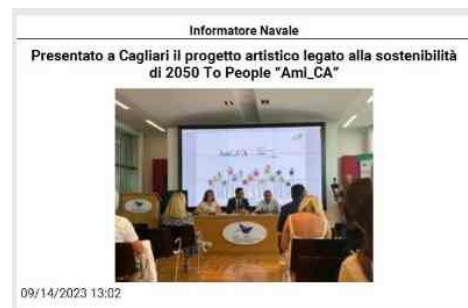 Informatore Navale
Presentato a Cagliari il progetto artistico legato alla sostenibilità
di 2050 To People “Ami_CA”
Ami_CA
09/14/2023 13:02